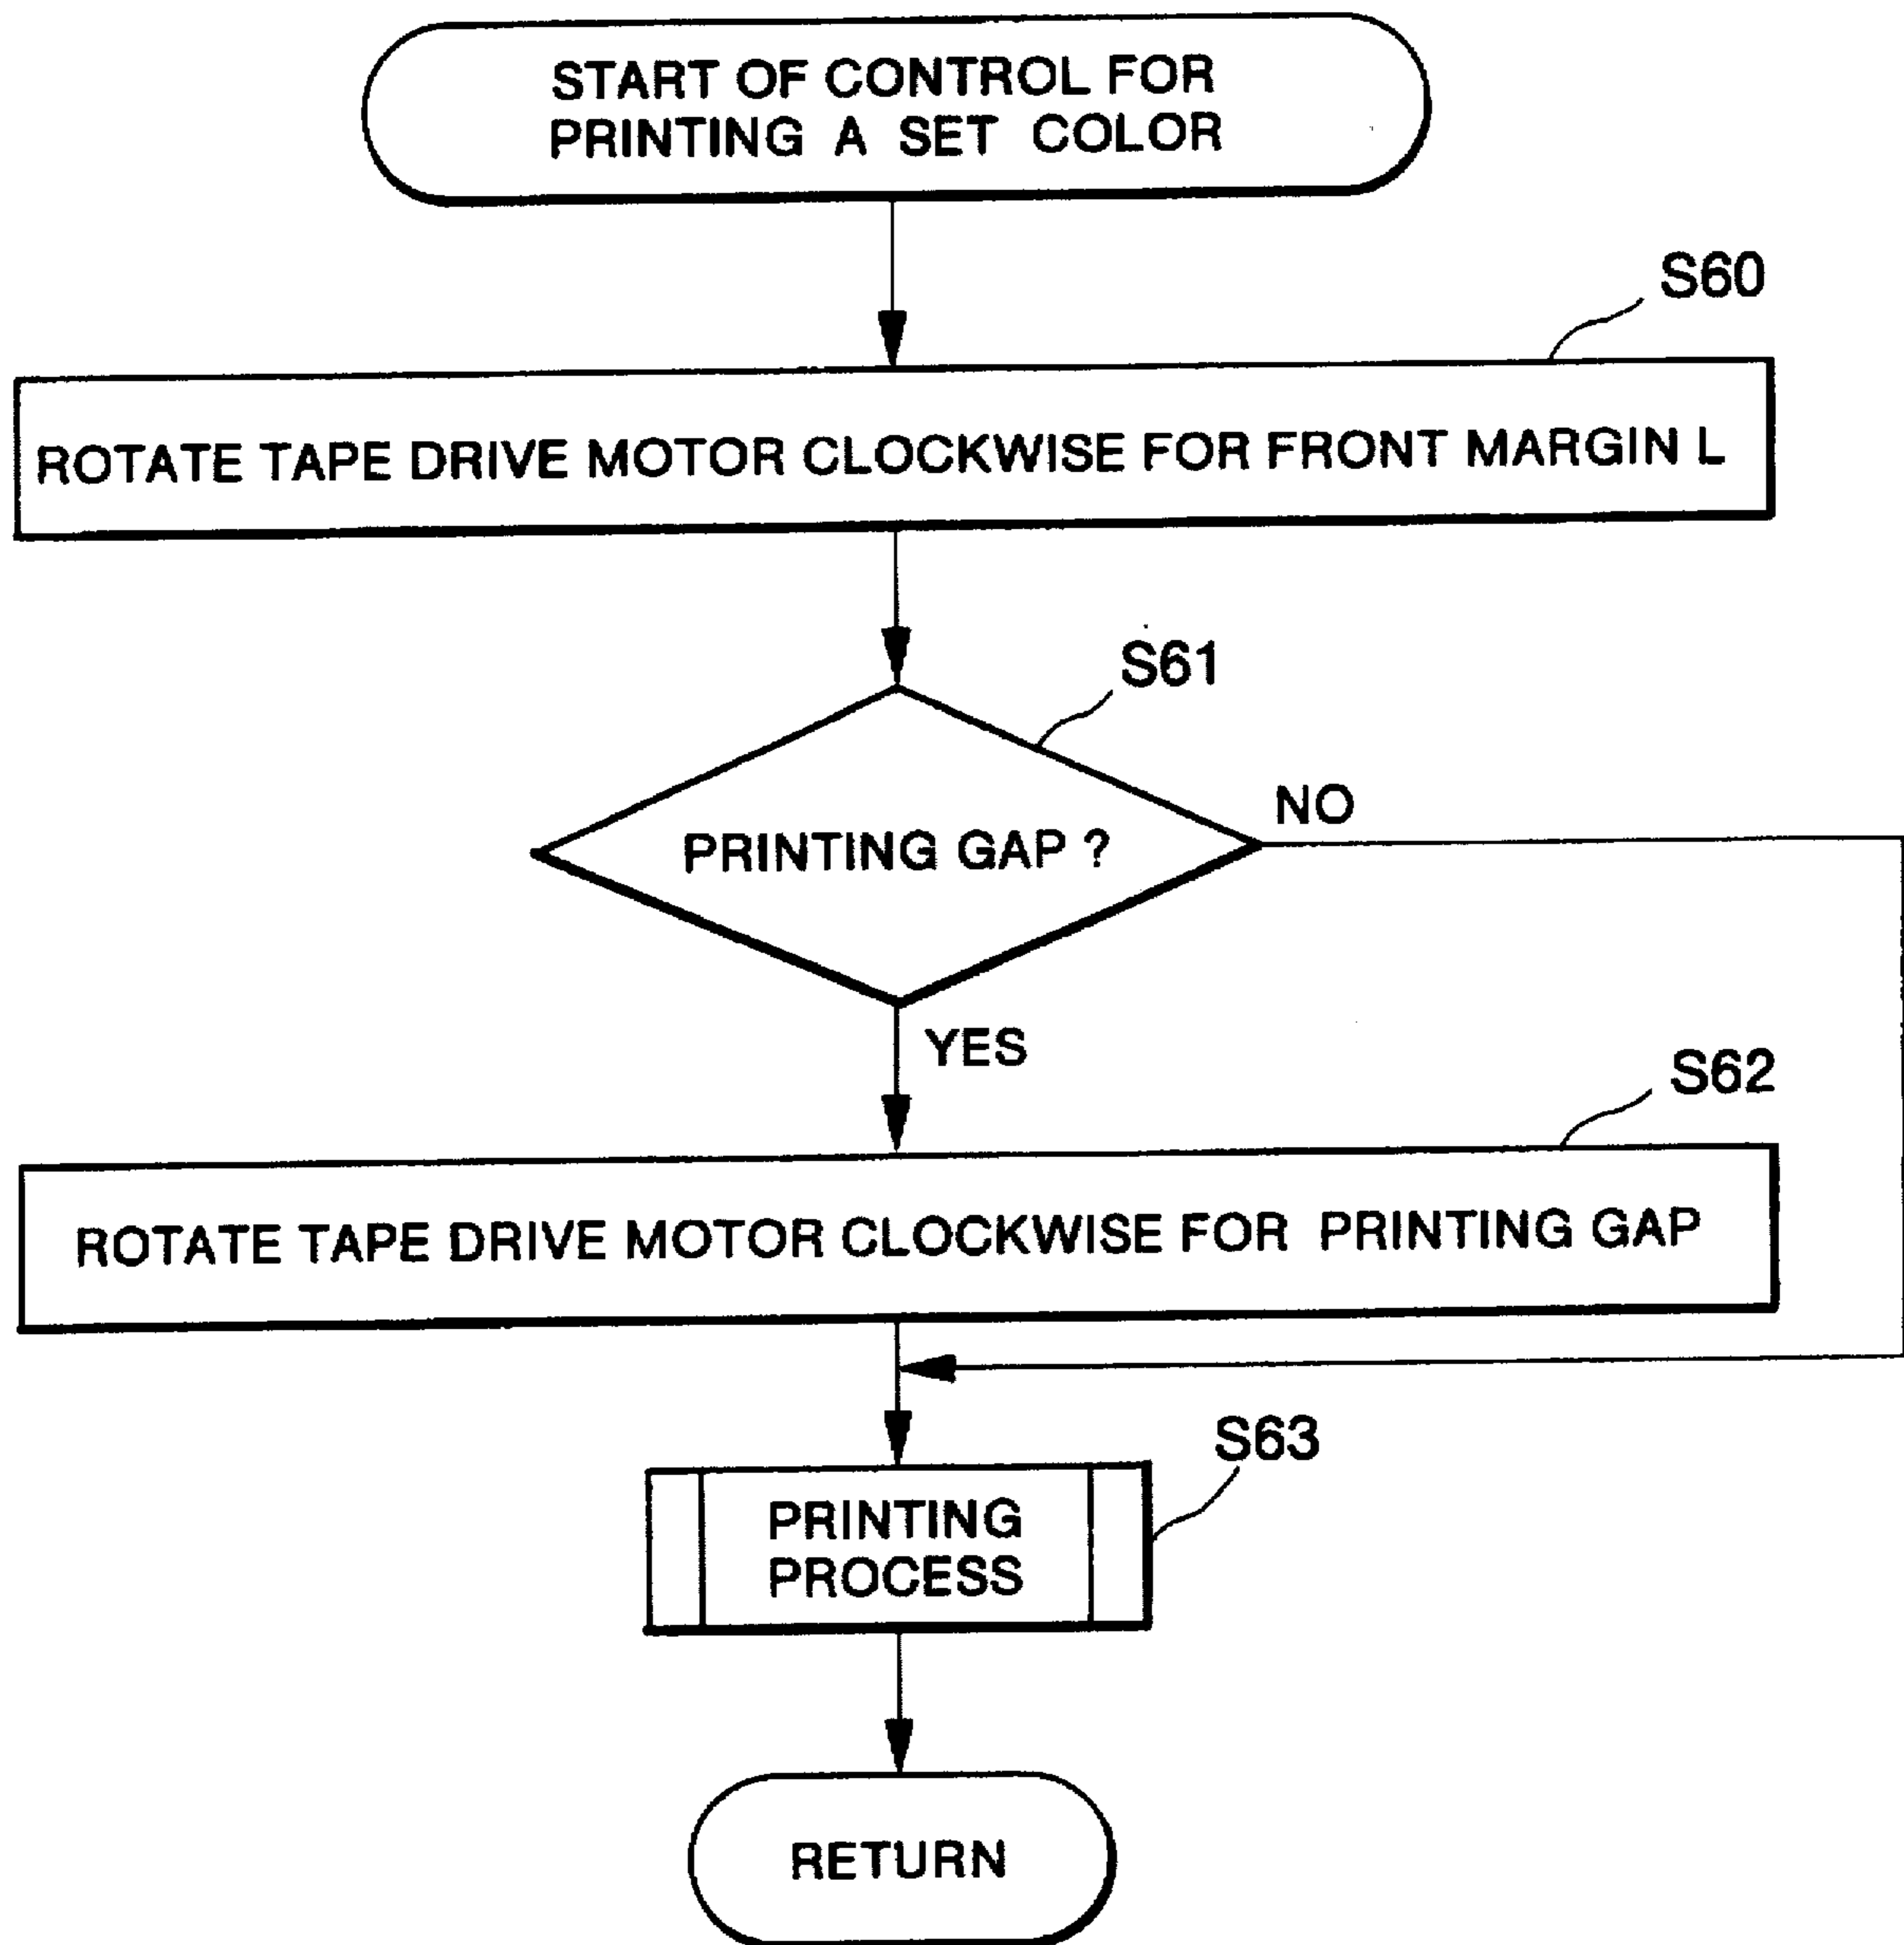 START OF CONTROL FOR
PRINTING A SET COLOR
S60
ROTATE TAPE DRIVE MOTOR CLOCKWISE FOR FRONT MARGIN L
S61
PRINTING GAP ?
NO
YES
S62
ROTATE TAPE DRIVE MOTOR CLOCKWISE FOR PRINTING GAP
S63
PRINTING
PROCESS
RETURN